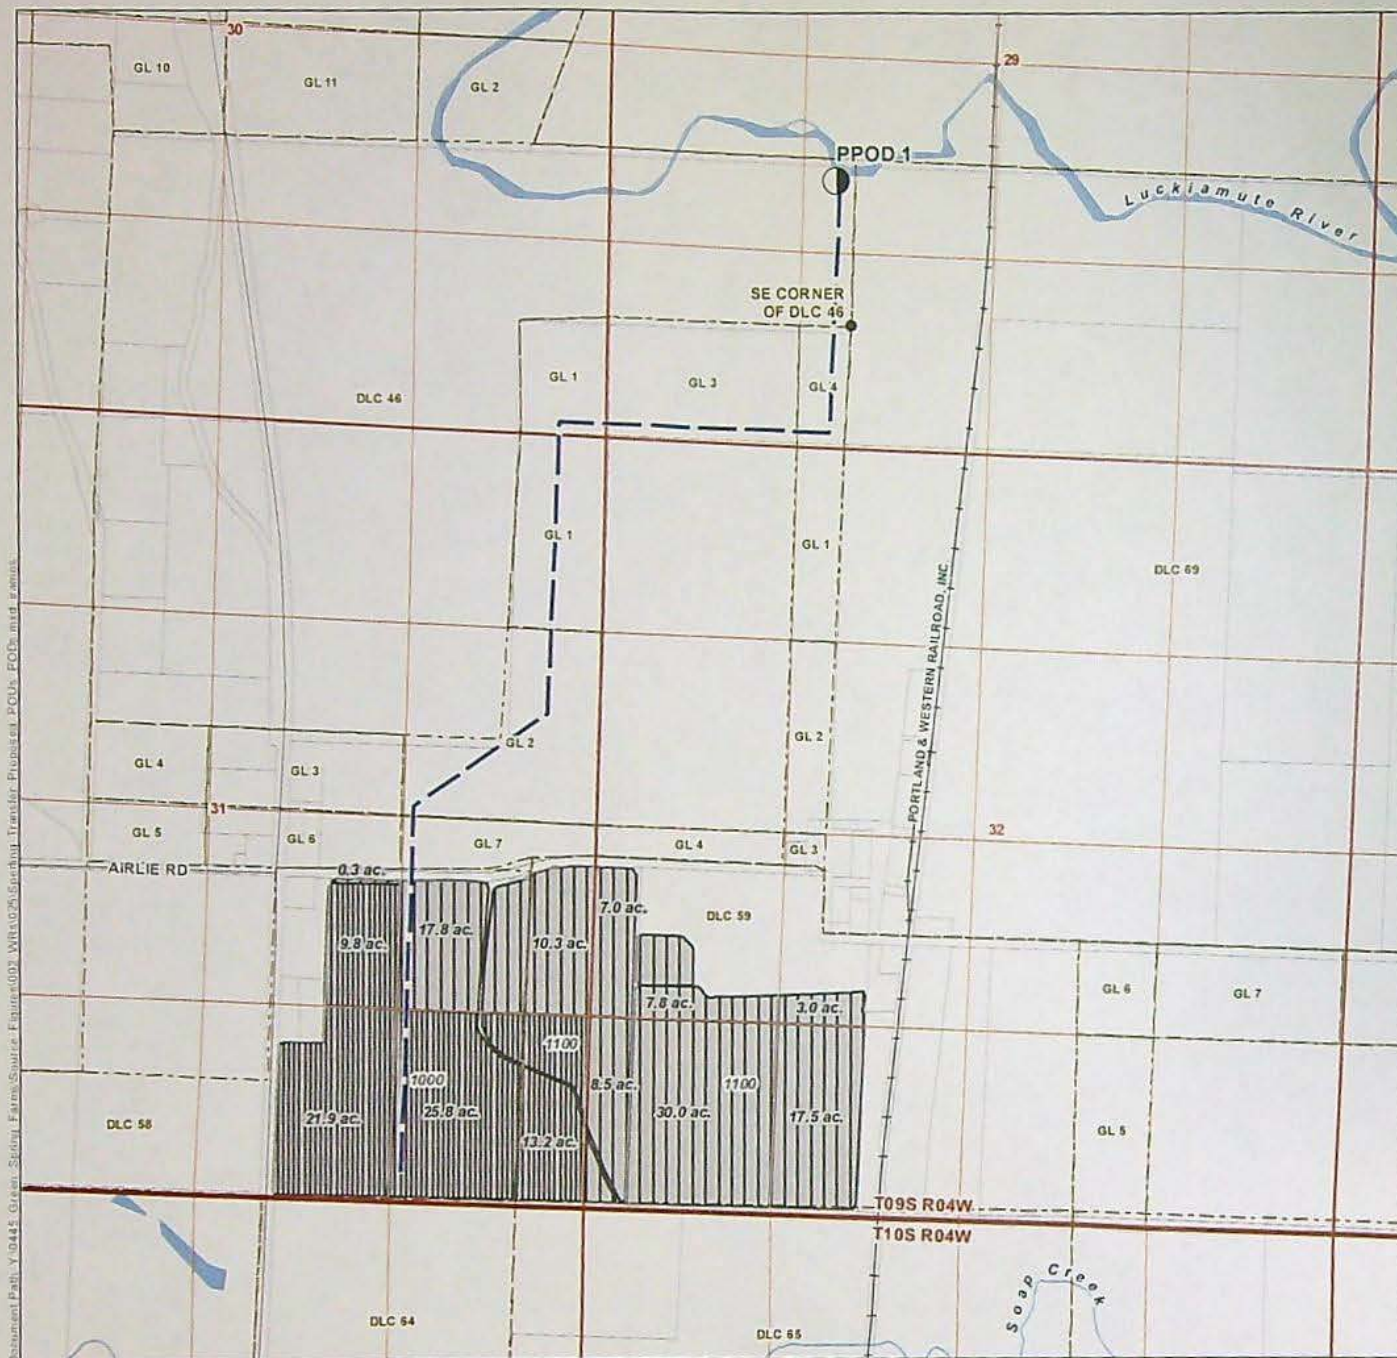 30
29
GL 10
GL 11
GL 2
PPOD 1
Luckiamute River
SE CORNER
OF DLC 46
GL 1
GL 3
GL 4
DLC 46
GL 1
GL 1
DLC 69
PORTLAND & WESTERN RAILROAD, INC
GL 2
GL 2
GL 4
GL 3
31
32
GL 5
GL 6
GL 7
GL 4
GL 3
AIRLIE RD
0.3 ac.
7.0 ac.
DLC 59
9.8 ac.
17.8 ac.
10.3 ac.
GL 6
GL 7
7.8 ac.
3.0 ac.
1100
1000
8.5 ac.
1100
21.9 ac.
25.8 ac.
13.2 ac.
30.0 ac.
17.5 ac.
DLC 58
GL 5
T09S R04W
T10S R04W
Soap Creek
DLC 64
DLC 65